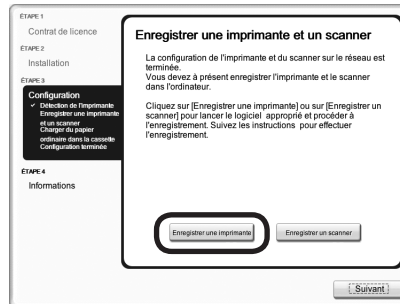 ÉTAPE 1
Contrat de licence
ÉTAPE 2
Installation
ÉTAPE 3
Configuration
✓ Détection de l'imprimante
Enregistrer une imprimante
et un scanner
Charger du papier
ordinaire dans la cassette
Configuration terminée
ÉTAPE 4
Informations
Enregistrer une imprimante et un scanner
La configuration de l'imprimante et du scanner sur le réseau est
terminée.
Vous devez à présent enregistrer l'imprimante et le scanner
dans l'ordinateur.
Cliquez sur [Enregistrer une imprimante] ou sur [Enregistrer un
scanner] pour lancer le logiciel approprié et procéder à
l'enregistrement. Suivez les instructions pour effectuer
l'enregistrement.
Enregistrer une imprimante
Enregistrer un scanner
Suivant